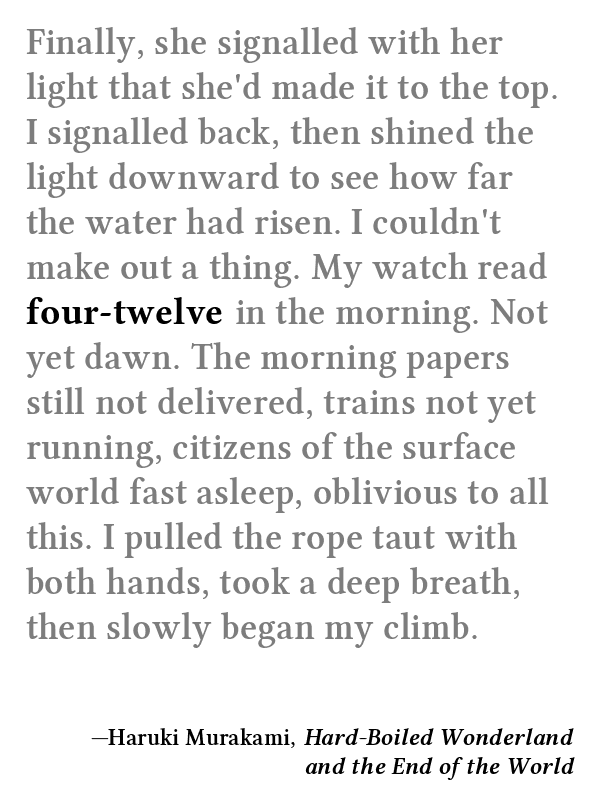 Finally, she signalled with her
light that she'd made it to the top.
I signalled back, then shined the
light downward to see how far
the water had risen. I couldn't
make out a thing. My watch read
four-twelve in the morning. Not
yet dawn. The morning papers
still not delivered, trains not yet
running, citizens of the surface
world fast asleep, oblivious to all
this. I pulled the rope taut with
both hands, took a deep breath,
then slowly began my climb.
—Haruki Murakami, Hard-Boiled Wonderland
and the End of the World